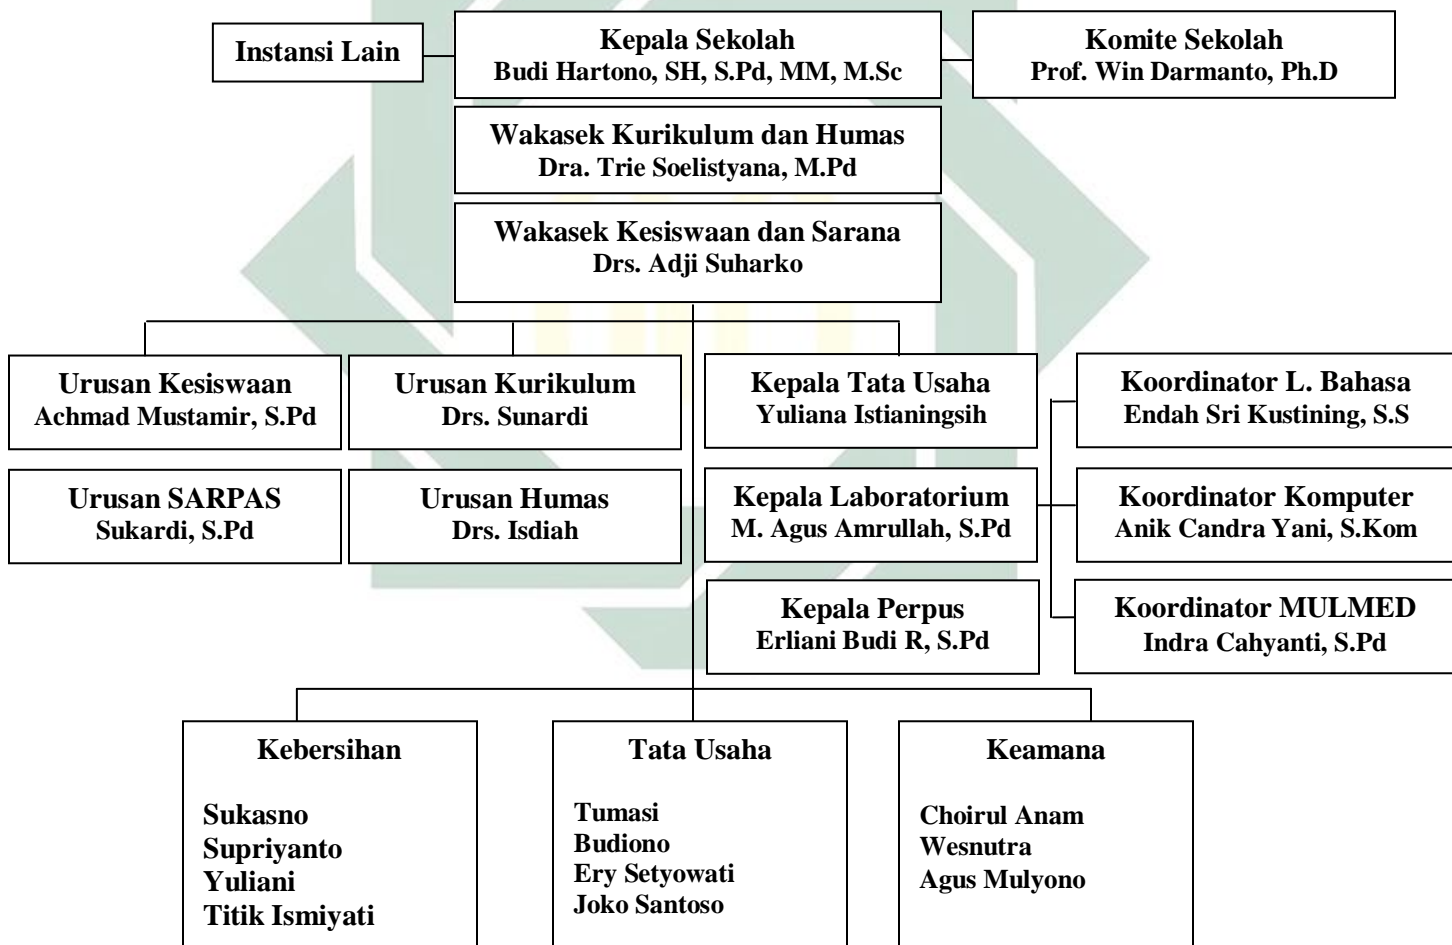 Instansi Lain
Kepala Sekolah
Budi Hartono, SH, S.Pd, MM, M.Sc
Komite Sekolah
Prof. Win Darmanto, Ph.D
Wakasek Kurikulum dan Humas
Dra. Trie Soelistyana, M.Pd
Wakasek Kesiswaan dan Sarana
Drs. Adji Suharko
Urusan Kesiswaan
Achmad Mustamir, S.Pd
Urusan Kurikulum
Drs. Sunardi
Kepala Tata Usaha
Yuliana Istianingsih
Koordinator L. Bahasa
Endah Sri Kustining, S.S
Urusan SARPAS
Sukardi, S.Pd
Urusan Humas
Drs. Isdiah
Kepala Laboratorium
M. Agus Amrullah, S.Pd
Koordinator Komputer
Anik Candra Yani, S.Kom
Kepala Perpus
Erliani Budi R, S.Pd
Koordinator MULMED
Indra Cahyanti, S.Pd
Kebersihan
Sukasno
Supriyanto
Yuliani
Titik Ismiyati
Tata Usaha
Tumasi
Budiono
Ery Setyowati
Joko Santoso
Keamana
Choirul Anam
Wesnutra
Agus Mulyono